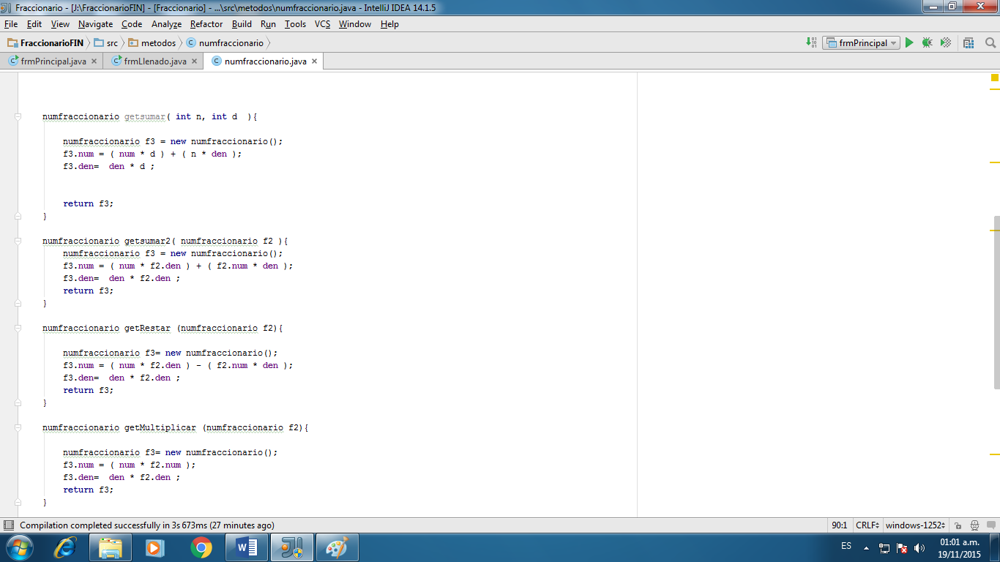 Fraccionario - [J:\FraccionarioFIN] - [Fraccionario] - ...\src\metodos\numfraccionario.java - IntelliJ IDEA 14.1.5
File Edit View Navigate Code Analyze Refactor Build Run Tools VCS Window Help
FraccionarioFIN src metodos numfraccionario frmPrincipal
frmPrincipal.java frmLlenado.java numfraccionario.java
numfraccionario getsumar( int n, int d  ){
numfraccionario f3 = new numfraccionario();
f3.num = ( num * d ) + ( n * den );
f3.den=  den * d ;
return f3;
}
numfraccionario getsumar2( numfraccionario f2 ){
numfraccionario f3 = new numfraccionario();
f3.num = ( num * f2.den ) + ( f2.num * den );
f3.den=  den * f2.den ;
return f3;
}
numfraccionario getRestar (numfraccionario f2){
numfraccionario f3= new numfraccionario();
f3.num = ( num * f2.den ) - ( f2.num * den );
f3.den=  den * f2.den ;
return f3;
}
numfraccionario getMultiplicar (numfraccionario f2){
numfraccionario f3= new numfraccionario();
f3.num = ( num * f2.num );
f3.den=  den * f2.den ;
return f3;
}
Compilation completed successfully in 3s 673ms (27 minutes ago) 90:1 CRLF windows-1252
ES 01:01 a.m.
19/11/2015